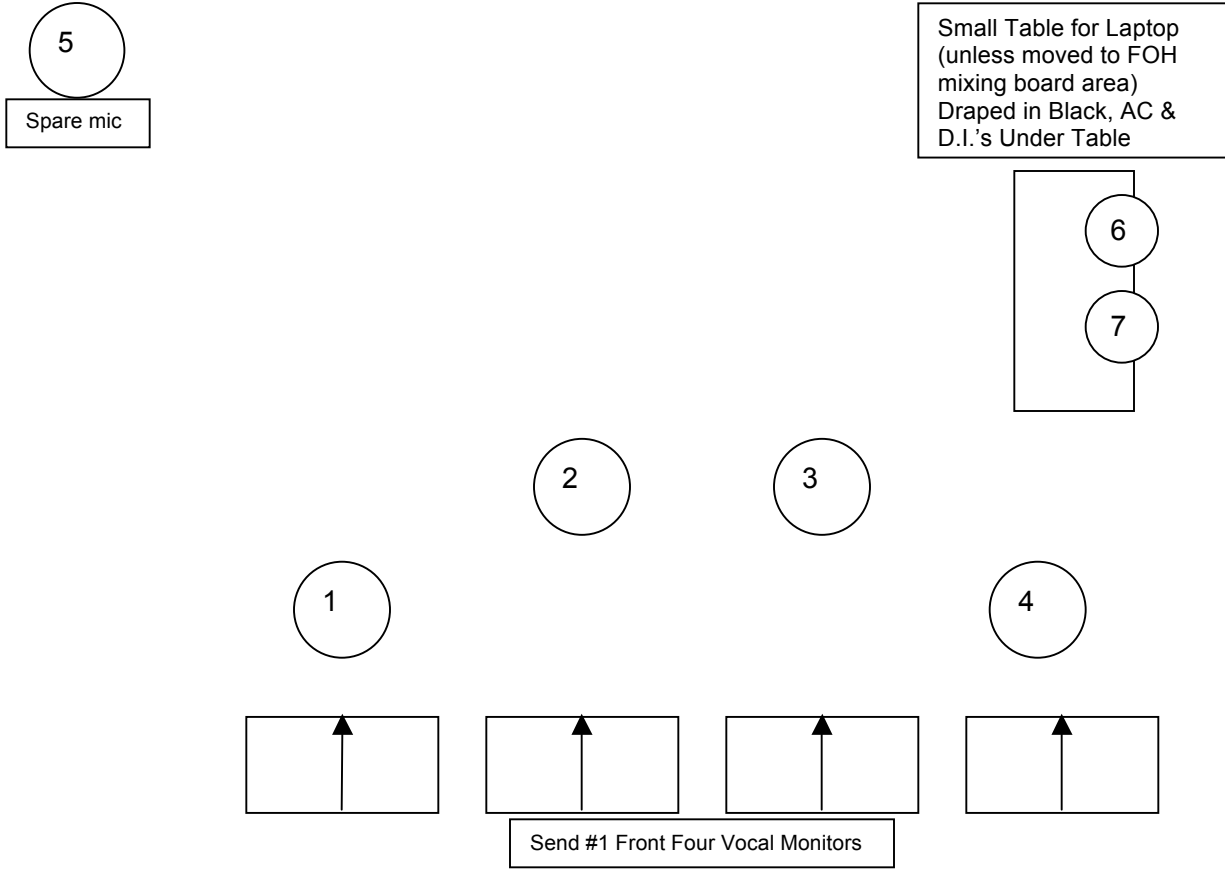 5
Spare mic
Small Table for Laptop
(unless moved to FOH
mixing board area)
Draped in Black, AC &
D.I.’s Under Table
6
7
2
3
1
4
Send #1 Front Four Vocal Monitors